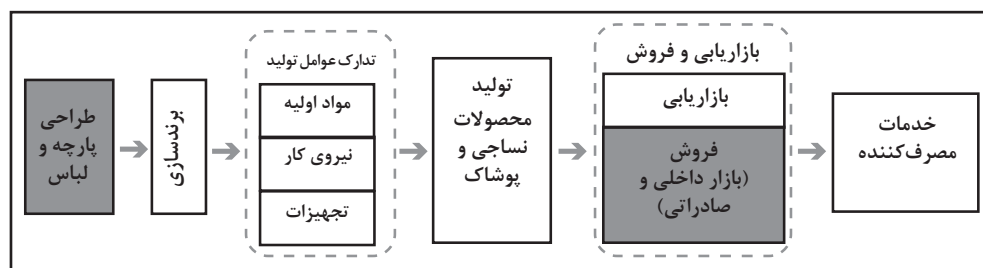 طراحی
پارچه و
لباس
برندسازی
تدارک عوامل تولید
مواد اولیه
نیروی کار
تجهیزات
تولید
محصولات
نساجی و
پوشاک
بازاریابی و فروش
بازاریابی
فروش
(بازار داخلی و
صادراتی)
خدمات
مصرف‌کننده